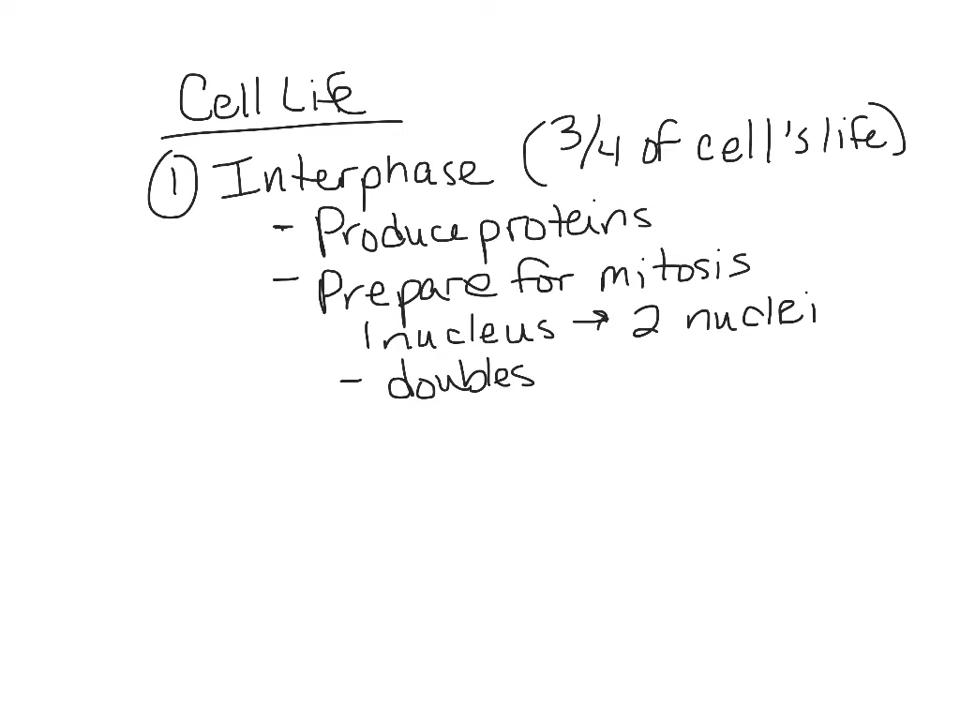 Cell Life
① Interphase (3/4 of cell's life)
- Produce proteins
- Prepare for mitosis
1 nucleus → 2 nuclei
- doubles